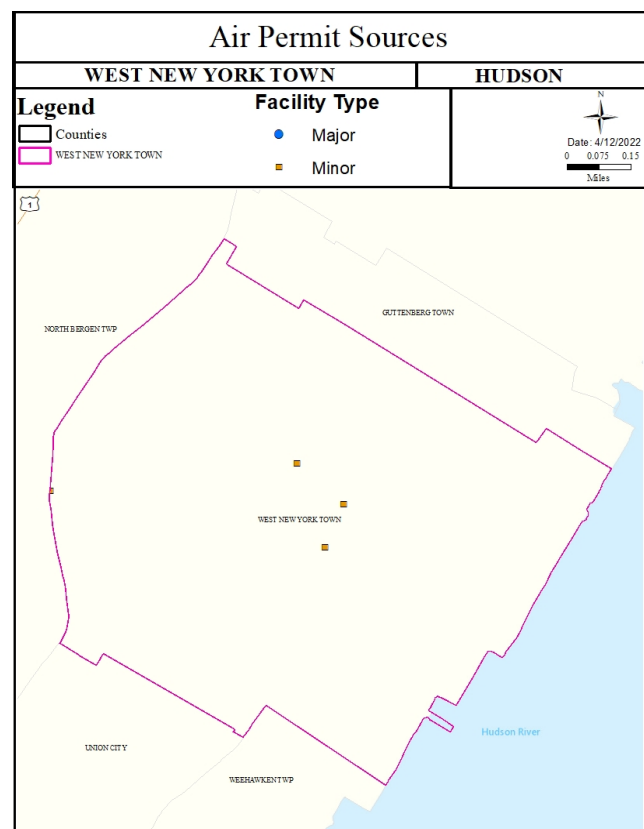 Air Permit Sources
WEST NEW YORK TOWN
HUDSON
Legend
Counties
WEST NEW YORK TOWN
Facility Type
Major
Minor
N
Date: 4/12/2022
0 0.075 0.15
Miles
1
GUTTENBERG TOWN
NORTH BERGEN TWP
WEST NEW YORK TOWN
Hudson River
UNION CITY
WEEHAWKEN TWP